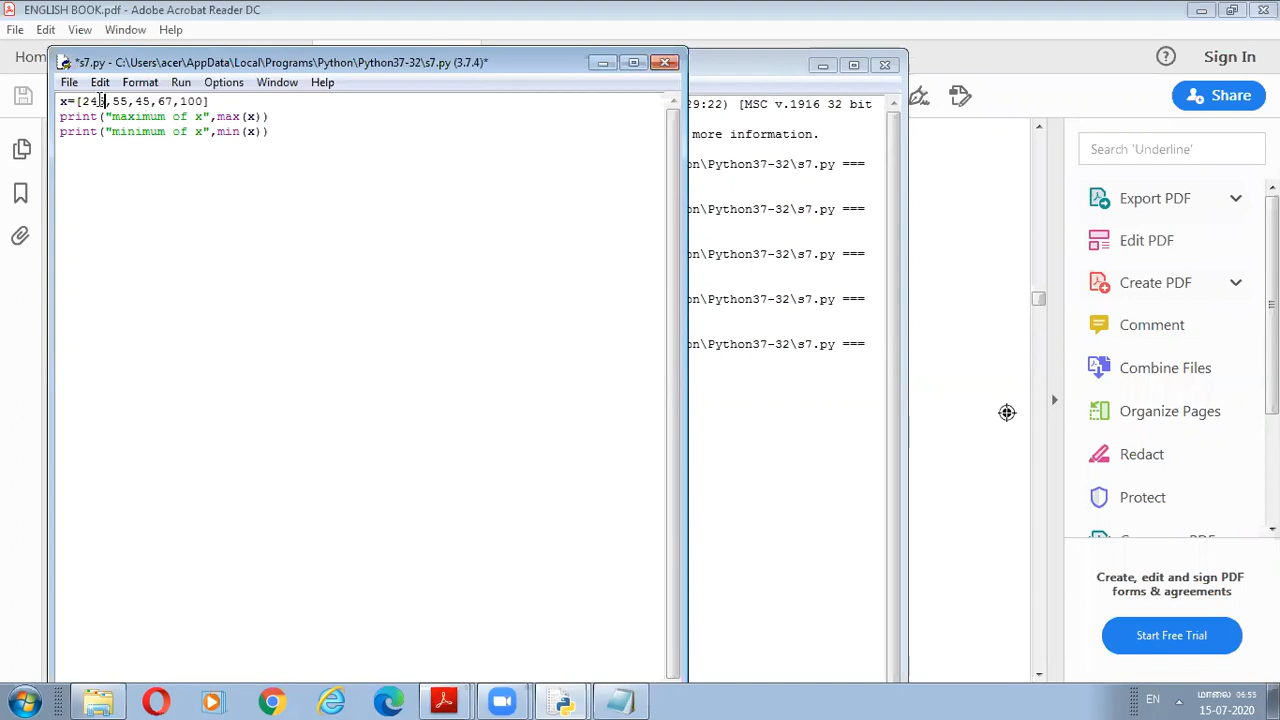 ENGLISH BOOK.pdf - Adobe Acrobat Reader DC
File Edit View Window Help
Sign In
*s7.py - C:\Users\acer\AppData\Local\Programs\Python\Python37-32\s7.py (3.7.4)*
File Edit Format Run Options Window Help
,55,45,67,100]
print("maximum of x",max(x))
print("minimum of x",min(x))
29:22) [MSC v.1916 32 bit
more information.
on\Python37-32\s7.py ===
on\Python37-32\s7.py ===
on\Python37-32\s7.py ===
on\Python37-32\s7.py ===
on\Python37-32\s7.py ===
Share
Search 'Underline'
Export PDF
Edit PDF
Create PDF
Comment
Combine Files
Organize Pages
Redact
Protect
Create, edit and sign PDF
forms & agreements
Start Free Trial
EN
06:55
15-07-2020